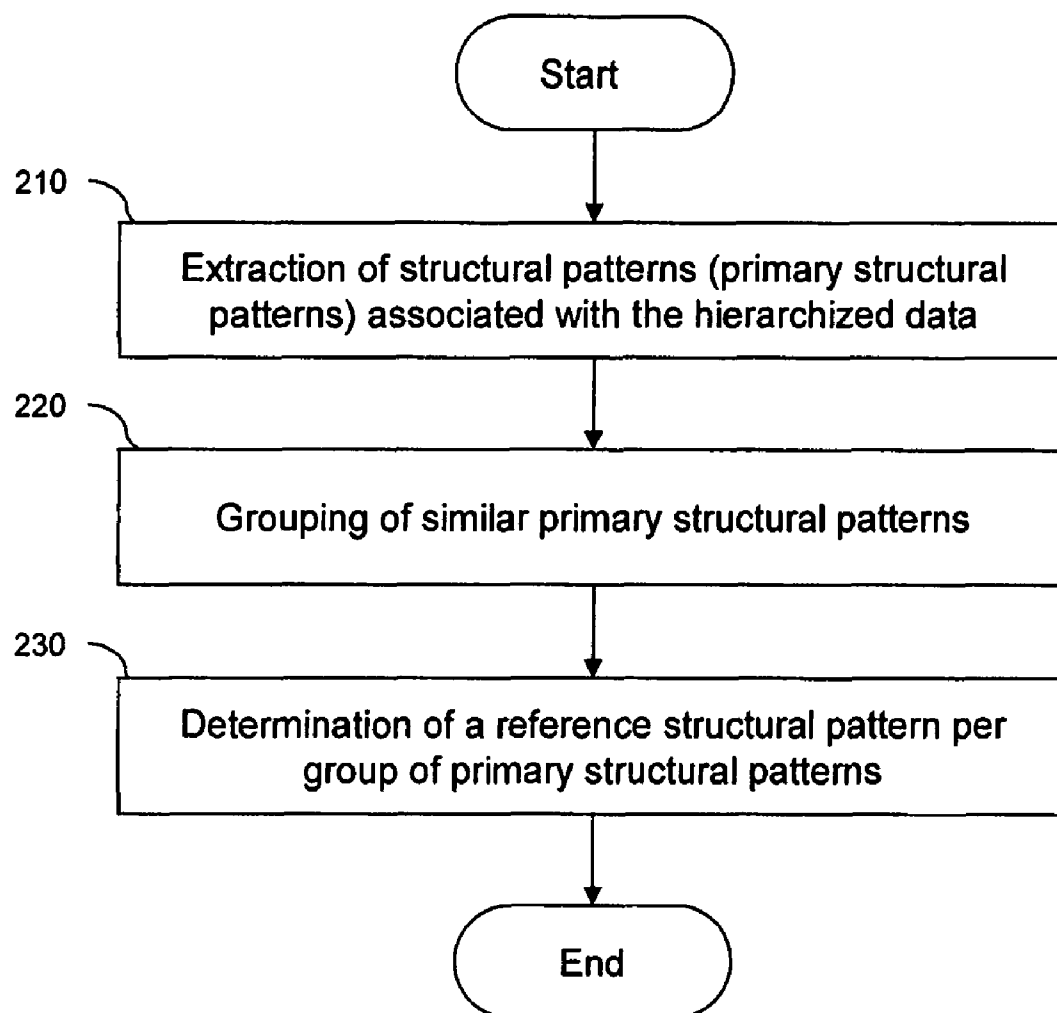 Start
210
Extraction of structural patterns (primary structural
patterns) associated with the hierarchized data
220
Grouping of similar primary structural patterns
230
Determination of a reference structural pattern per
group of primary structural patterns
End